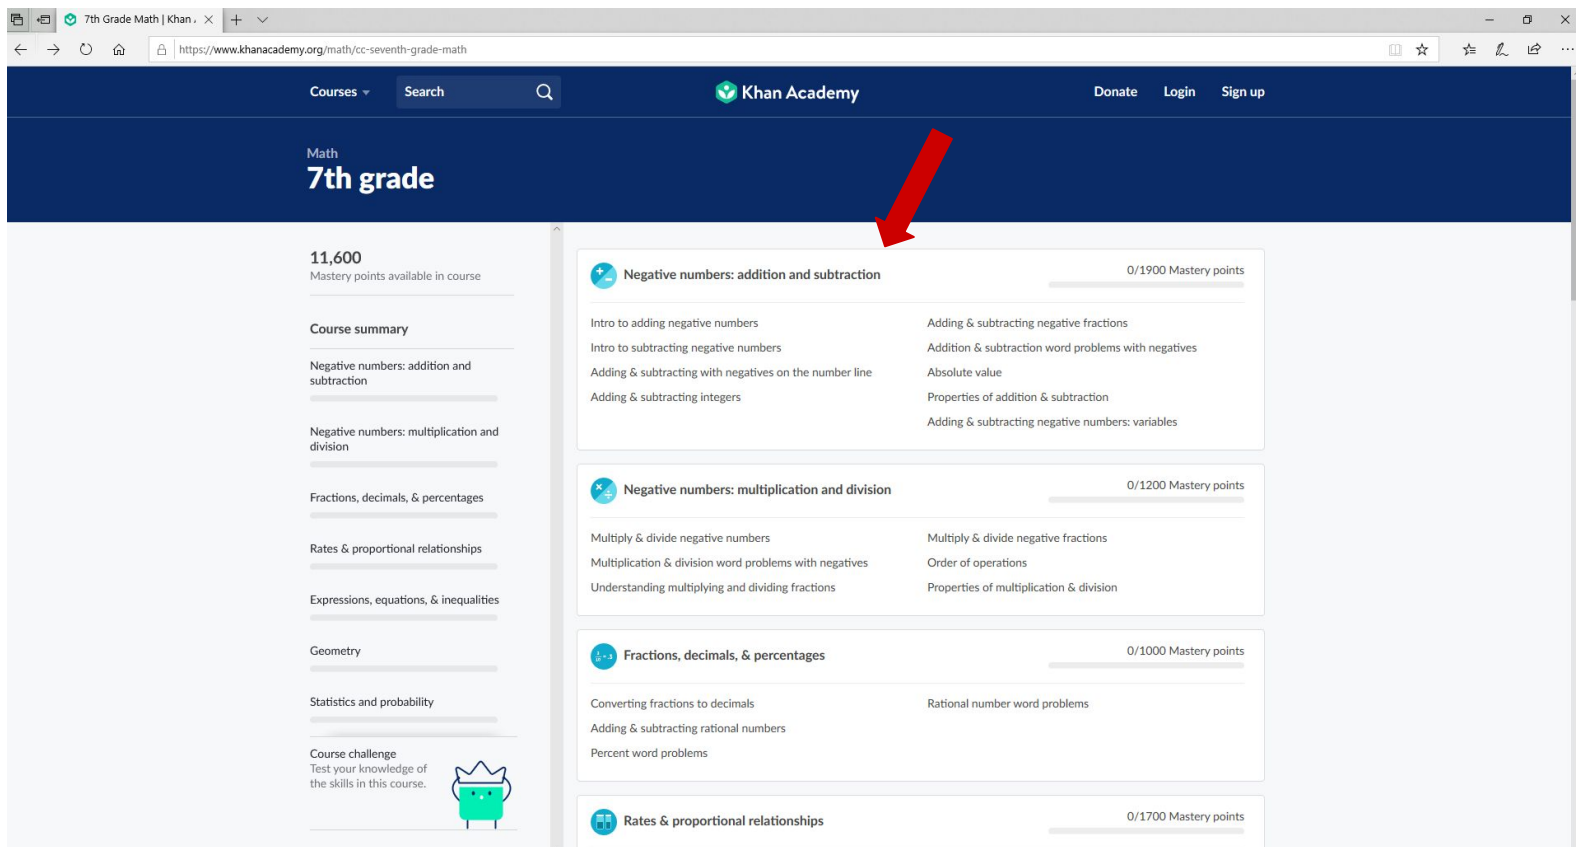 7th Grade Math | Khan
https://www.khanacademy.org/math/cc-seventh-grade-math
Courses
Search
Khan Academy
Donate
Login
Sign up
Math
7th grade
11,600
Mastery points available in course
Course summary
Negative numbers: addition and
subtraction
Negative numbers: multiplication and
division
Fractions, decimals, & percentages
Rates & proportional relationships
Expressions, equations, & inequalities
Geometry
Statistics and probability
Course challenge
Test your knowledge of
the skills in this course.
Negative numbers: addition and subtraction
0/1900 Mastery points
Intro to adding negative numbers
Intro to subtracting negative numbers
Adding & subtracting with negatives on the number line
Adding & subtracting integers
Adding & subtracting negative fractions
Addition & subtraction word problems with negatives
Absolute value
Properties of addition & subtraction
Adding & subtracting negative numbers: variables
Negative numbers: multiplication and division
0/1200 Mastery points
Multiply & divide negative numbers
Multiplication & division word problems with negatives
Understanding multiplying and dividing fractions
Multiply & divide negative fractions
Order of operations
Properties of multiplication & division
Fractions, decimals, & percentages
0/1000 Mastery points
Converting fractions to decimals
Adding & subtracting rational numbers
Percent word problems
Rational number word problems
Rates & proportional relationships
0/1700 Mastery points